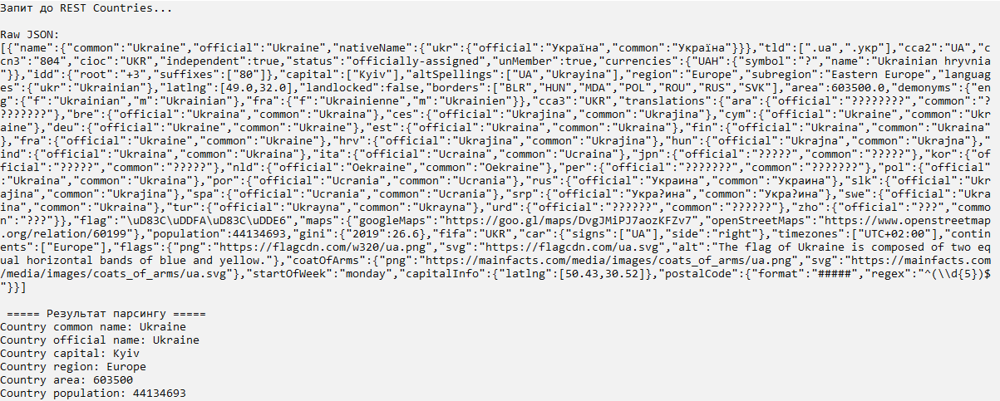 Запит до REST Countries...
Raw JSON:
[{"name":{"common":"Ukraine","official":"Ukraine","nativeName":{"ukr":{"official":"Україна","common":"Україна"}}},"tld":[".ua",".укр"],"cca2":"UA","c
cn3":"804","cioc":"UKR","independent":true,"status":"officially-assigned","unMember":true,"currencies":{"UAH":{"symbol":"?","name":"Ukrainian hryvnia
"}},"idd":{"root":"+3","suffixes":["80"]},"capital":["Kyiv"],"altSpellings":["UA","Ukrayina"],"region":"Europe","subregion":"Eastern Europe","languag
es":{"ukr":"Ukrainian"},"latlng":[49.0,32.0],"landlocked":false,"borders":["BLR","HUN","MDA","POL","ROU","RUS","SVK"],"area":603500.0,"demonyms":{"en
g":{"f":"Ukrainian","m":"Ukrainian"},"fra":{"f":"Ukrainienne","m":"Ukrainien"}},"cca3":"UKR","translations":{"ara":{"official":"????????","common":"?
???????"},"bre":{"official":"Ukraina","common":"Ukraina"},"ces":{"official":"Ukrajina","common":"Ukrajina"},"cym":{"official":"Ukraine","common":"Ukr
aine"},"deu":{"official":"Ukraine","common":"Ukraine"},"est":{"official":"Ukraina","common":"Ukraina"},"fin":{"official":"Ukraina","common":"Ukraina"
},"fra":{"official":"Ukraine","common":"Ukraine"},"hrv":{"official":"Ukrajina","common":"Ukrajina"},"hun":{"official":"Ukrajna","common":"Ukrajna"},"
ind":{"official":"Ukraina","common":"Ukraina"},"ita":{"official":"Ucraina","common":"Ucraina"},"jpn":{"official":"?????","common":"?????"},"kor":{"of
ficial":"?????","common":"?????"},"nld":{"official":"Oekraine","common":"Oekraine"},"per":{"official":"???????","common":"???????"},"pol":{"official"
:"Ukraina","common":"Ukraina"},"por":{"official":"Ucrania","common":"Ucrania"},"rus":{"official":"Украина","common":"Украина"},"slk":{"official":"Ukr
ajina","common":"Ukrajina"},"spa":{"official":"Ucrania","common":"Ucrania"},"srp":{"official":"Укра?ина","common":"Укра?ина"},"swe":{"official":"Ukra
ina","common":"Ukraina"},"tur":{"official":"Ukrayna","common":"Ukrayna"},"urd":{"official":"??????","common":"??????"},"zho":{"official":"???","commo
n":"???"}},"flag":"\uD83C\uDDFA\uD83C\uDDE6","maps":{"googleMaps":"https://goo.gl/maps/DvgJMiPJ7aozKFZv7","openStreetMaps":"https://www.openstreetmap
.org/relation/60199"},"population":44134693,"gini":{"2019":26.6},"fifa":"UKR","car":{"signs":["UA"],"side":"right"},"timezones":["UTC+02:00"],"contin
ents":["Europe"],"flags":{"png":"https://flagcdn.com/w320/ua.png","svg":"https://flagcdn.com/ua.svg","alt":"The flag of Ukraine is composed of two eq
ual horizontal bands of blue and yellow."},"coatOfArms":{"png":"https://mainfacts.com/media/images/coats_of_arms/ua.png","svg":"https://mainfacts.com
/media/images/coats_of_arms/ua.svg"},"startOfWeek":"monday","capitalInfo":{"latlng":[50.43,30.52]},"postalCode":{"format":"#####","regex":"^(\\d{5})$
"}}]
===== Результат парсингу =====
Country common name: Ukraine
Country official name: Ukraine
Country capital: Kyiv
Country region: Europe
Country area: 603500
Country population: 44134693